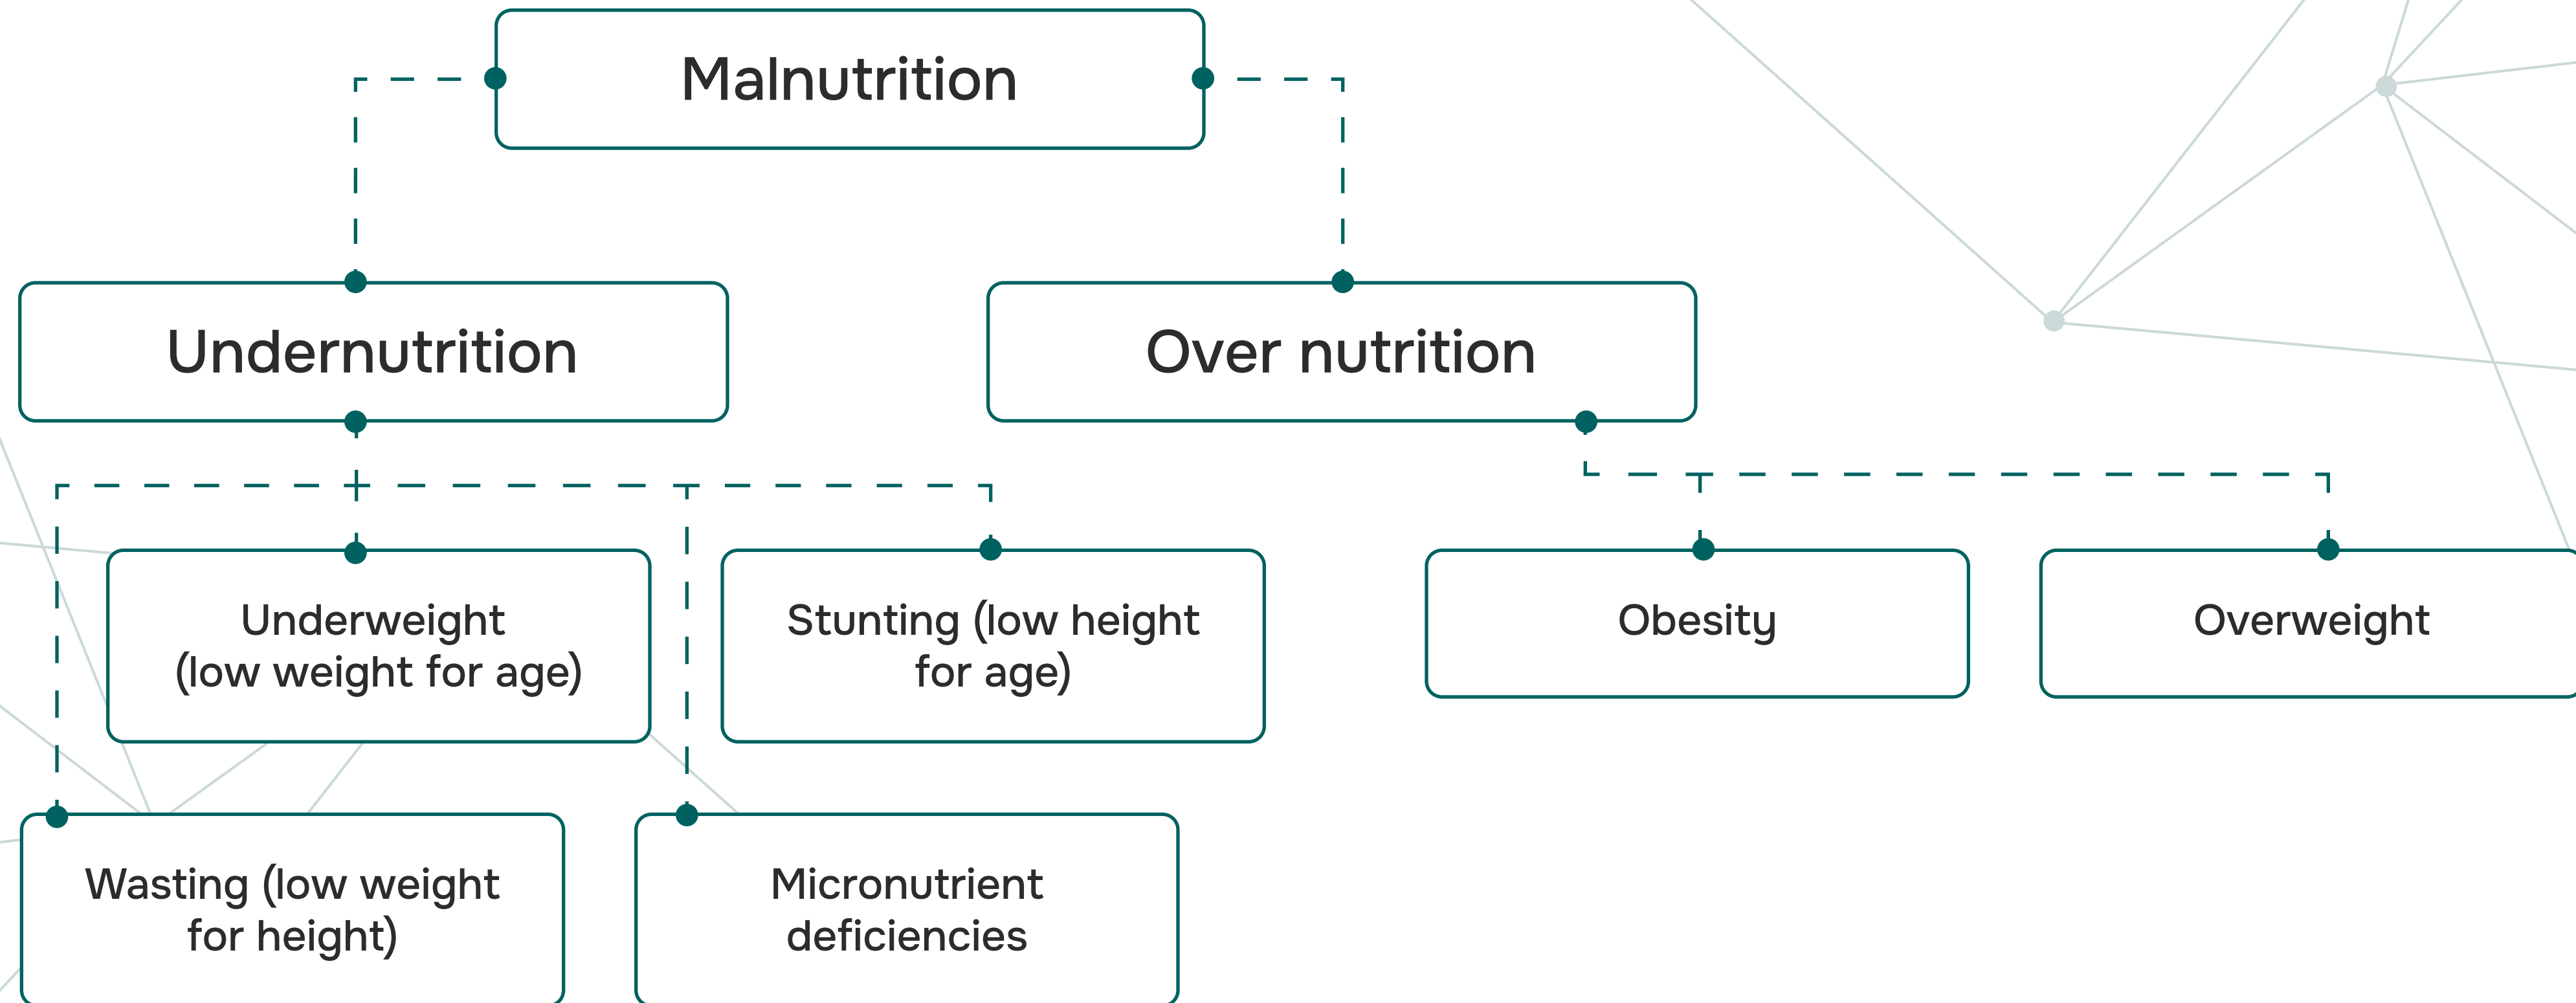 Malnutrition
Undernutrition
Over nutrition
Underweight
(low weight for age)
Stunting (low height
for age)
Obesity
Overweight
Wasting (low weight
for height)
Micronutrient
deficiencies